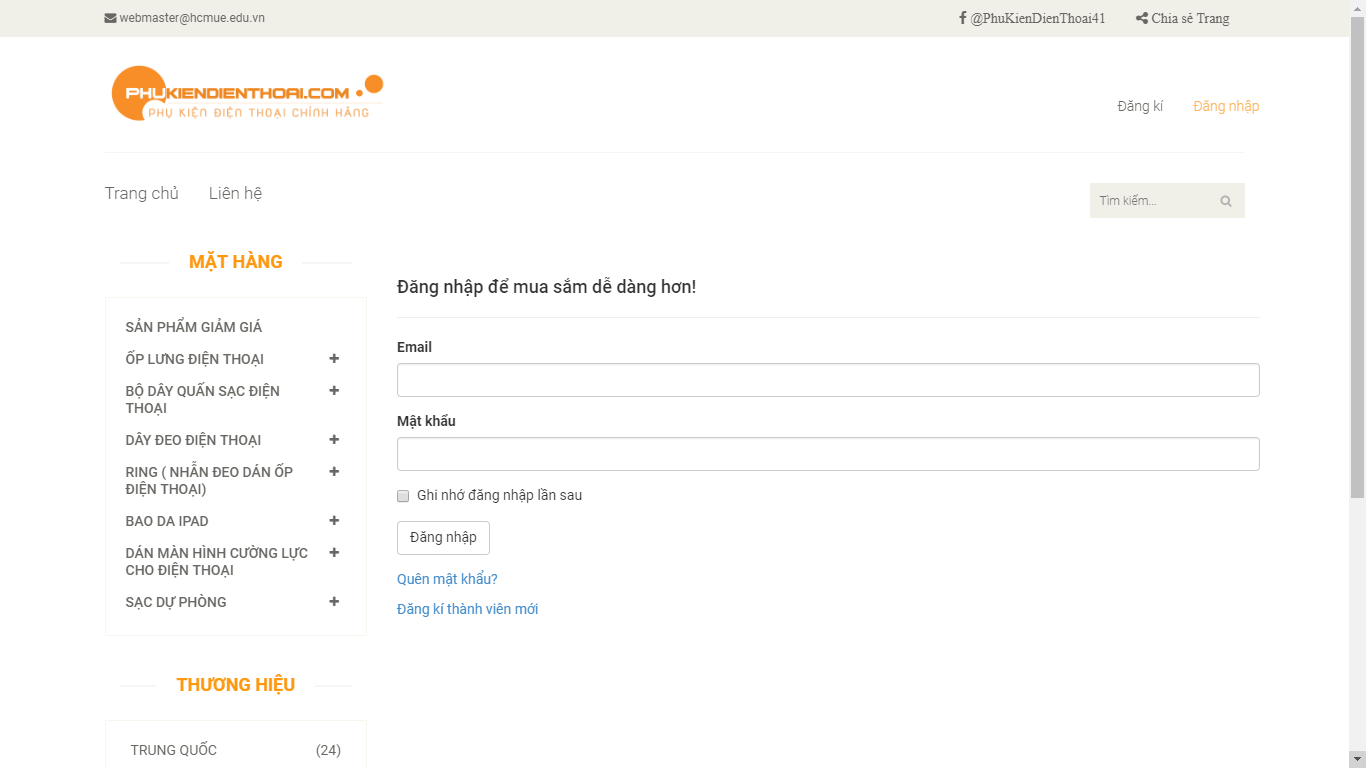 webmaster@hcmue.edu.vn
@PhuKienDienThoai41
Chia sẻ Trang
PHUKIENDIENTHOAI.COM
PHỤ KIỆN ĐIỆN THOẠI CHÍNH HÃNG
Đăng kí
Đăng nhập
Trang chủ
Liên hệ
Tìm kiếm...
MẶT HÀNG
SẢN PHẨM GIẢM GIÁ
ỐP LƯNG ĐIỆN THOẠI
BỘ DÂY QUẤN SẠC ĐIỆN
THOẠI
DÂY ĐEO ĐIỆN THOẠI
RING ( NHẪN ĐEO DÁN ỐP
ĐIỆN THOẠI)
BAO DA IPAD
DÁN MÀN HÌNH CƯỜNG LỰC
CHO ĐIỆN THOẠI
SẠC DỰ PHÒNG
THƯƠNG HIỆU
TRUNG QUỐC (24)
Đăng nhập để mua sắm dễ dàng hơn!
Email
Mật khẩu
Ghi nhớ đăng nhập lần sau
Đăng nhập
Quên mật khẩu?
Đăng kí thành viên mới